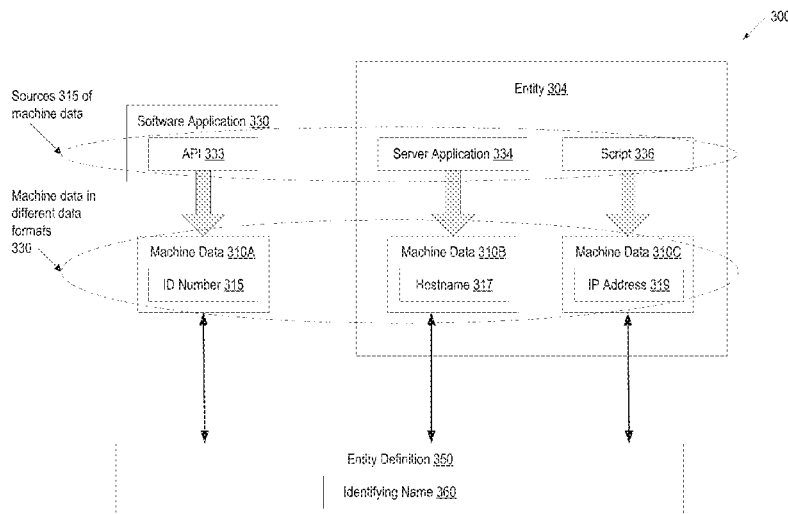 300
Entity 304
Sources 315 of
machine data
Software Application 330
API 333
Server Application 334
Script 336
Machine data in
different data
formats
330
Machine Data 310A
Machine Data 310B
Machine Data 310C
ID Number 315
Hostname 317
IP Address 319
Entity Definition 350
Identifying Name 360